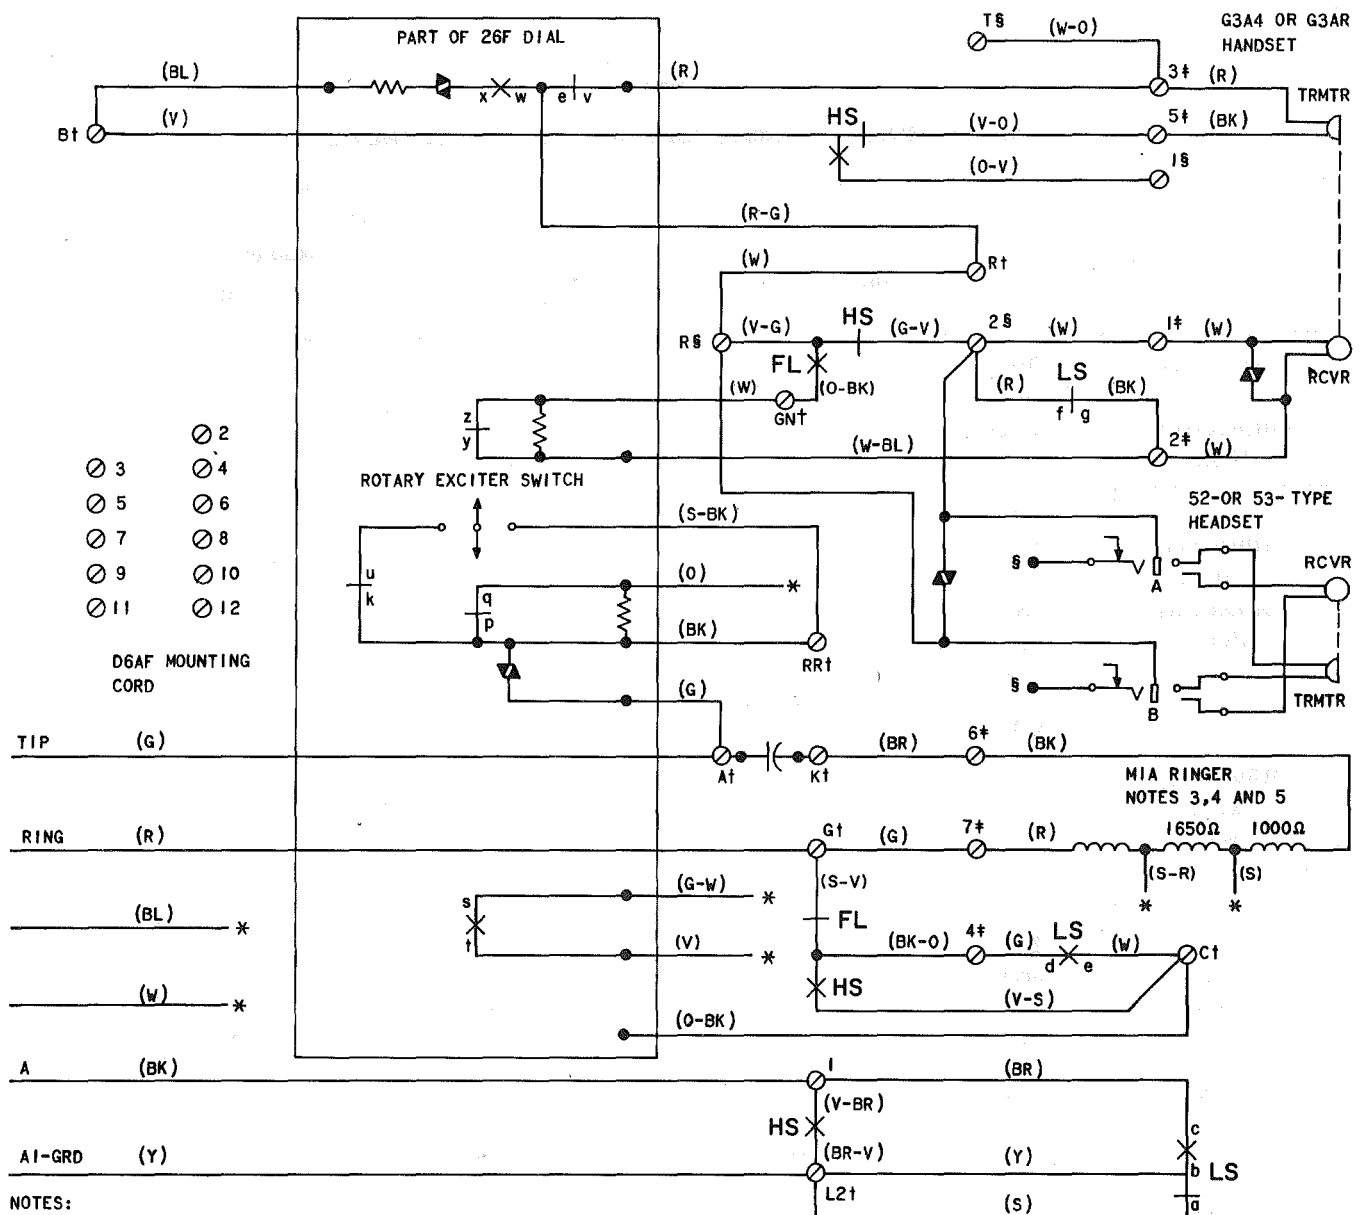 T§
(W-O)
G3A4 OR G3AR
HANDSET
PART OF 26F DIAL
(BL)
x w e v
(R)
3‡ (R)
TRMTR
B†
(V)
HS
(V-O)
5‡ (BK)
(O-V)
1§
(R-G)
(W)
R†
R§
(V-G)
HS
(G-V)
2§
(W)
1‡
(W)
FL
(O-BK)
(R)
LS
(BK)
RCVR
z
y
(W)
GN†
f g
2
(W-BL)
2‡ (W)
3
4
ROTARY EXCITER SWITCH
5
6
(S-BK)
52-OR 53-TYPE
HEADSET
7
8
§
A
RCVR
9
10
u
k
q
p
(O)
*
11
12
(BK)
RR†
D6AF MOUNTING
CORD
§
B
TRMTR
(G)
TIP
(G)
A†
K†
(BR)
6‡
(BK)
MIA RINGER
NOTES 3,4 AND 5
RING
(R)
G†
(G)
7‡
(R)
1650Ω
1000Ω
(S-V)
(S-R)
(S)
*
*
(BL)
*
s
t
(G-W)
*
FL
(V)
*
(BK-O)
4‡
(G)
LS
(W)
C†
d e
(W)
*
HS
(V-S)
(O-BK)
A
(BK)
1
(BR)
(V-BR)
HS
c
AI-GRD
(Y)
(BR-V)
(Y)
b
LS
L2†
(S)
a
NOTES: